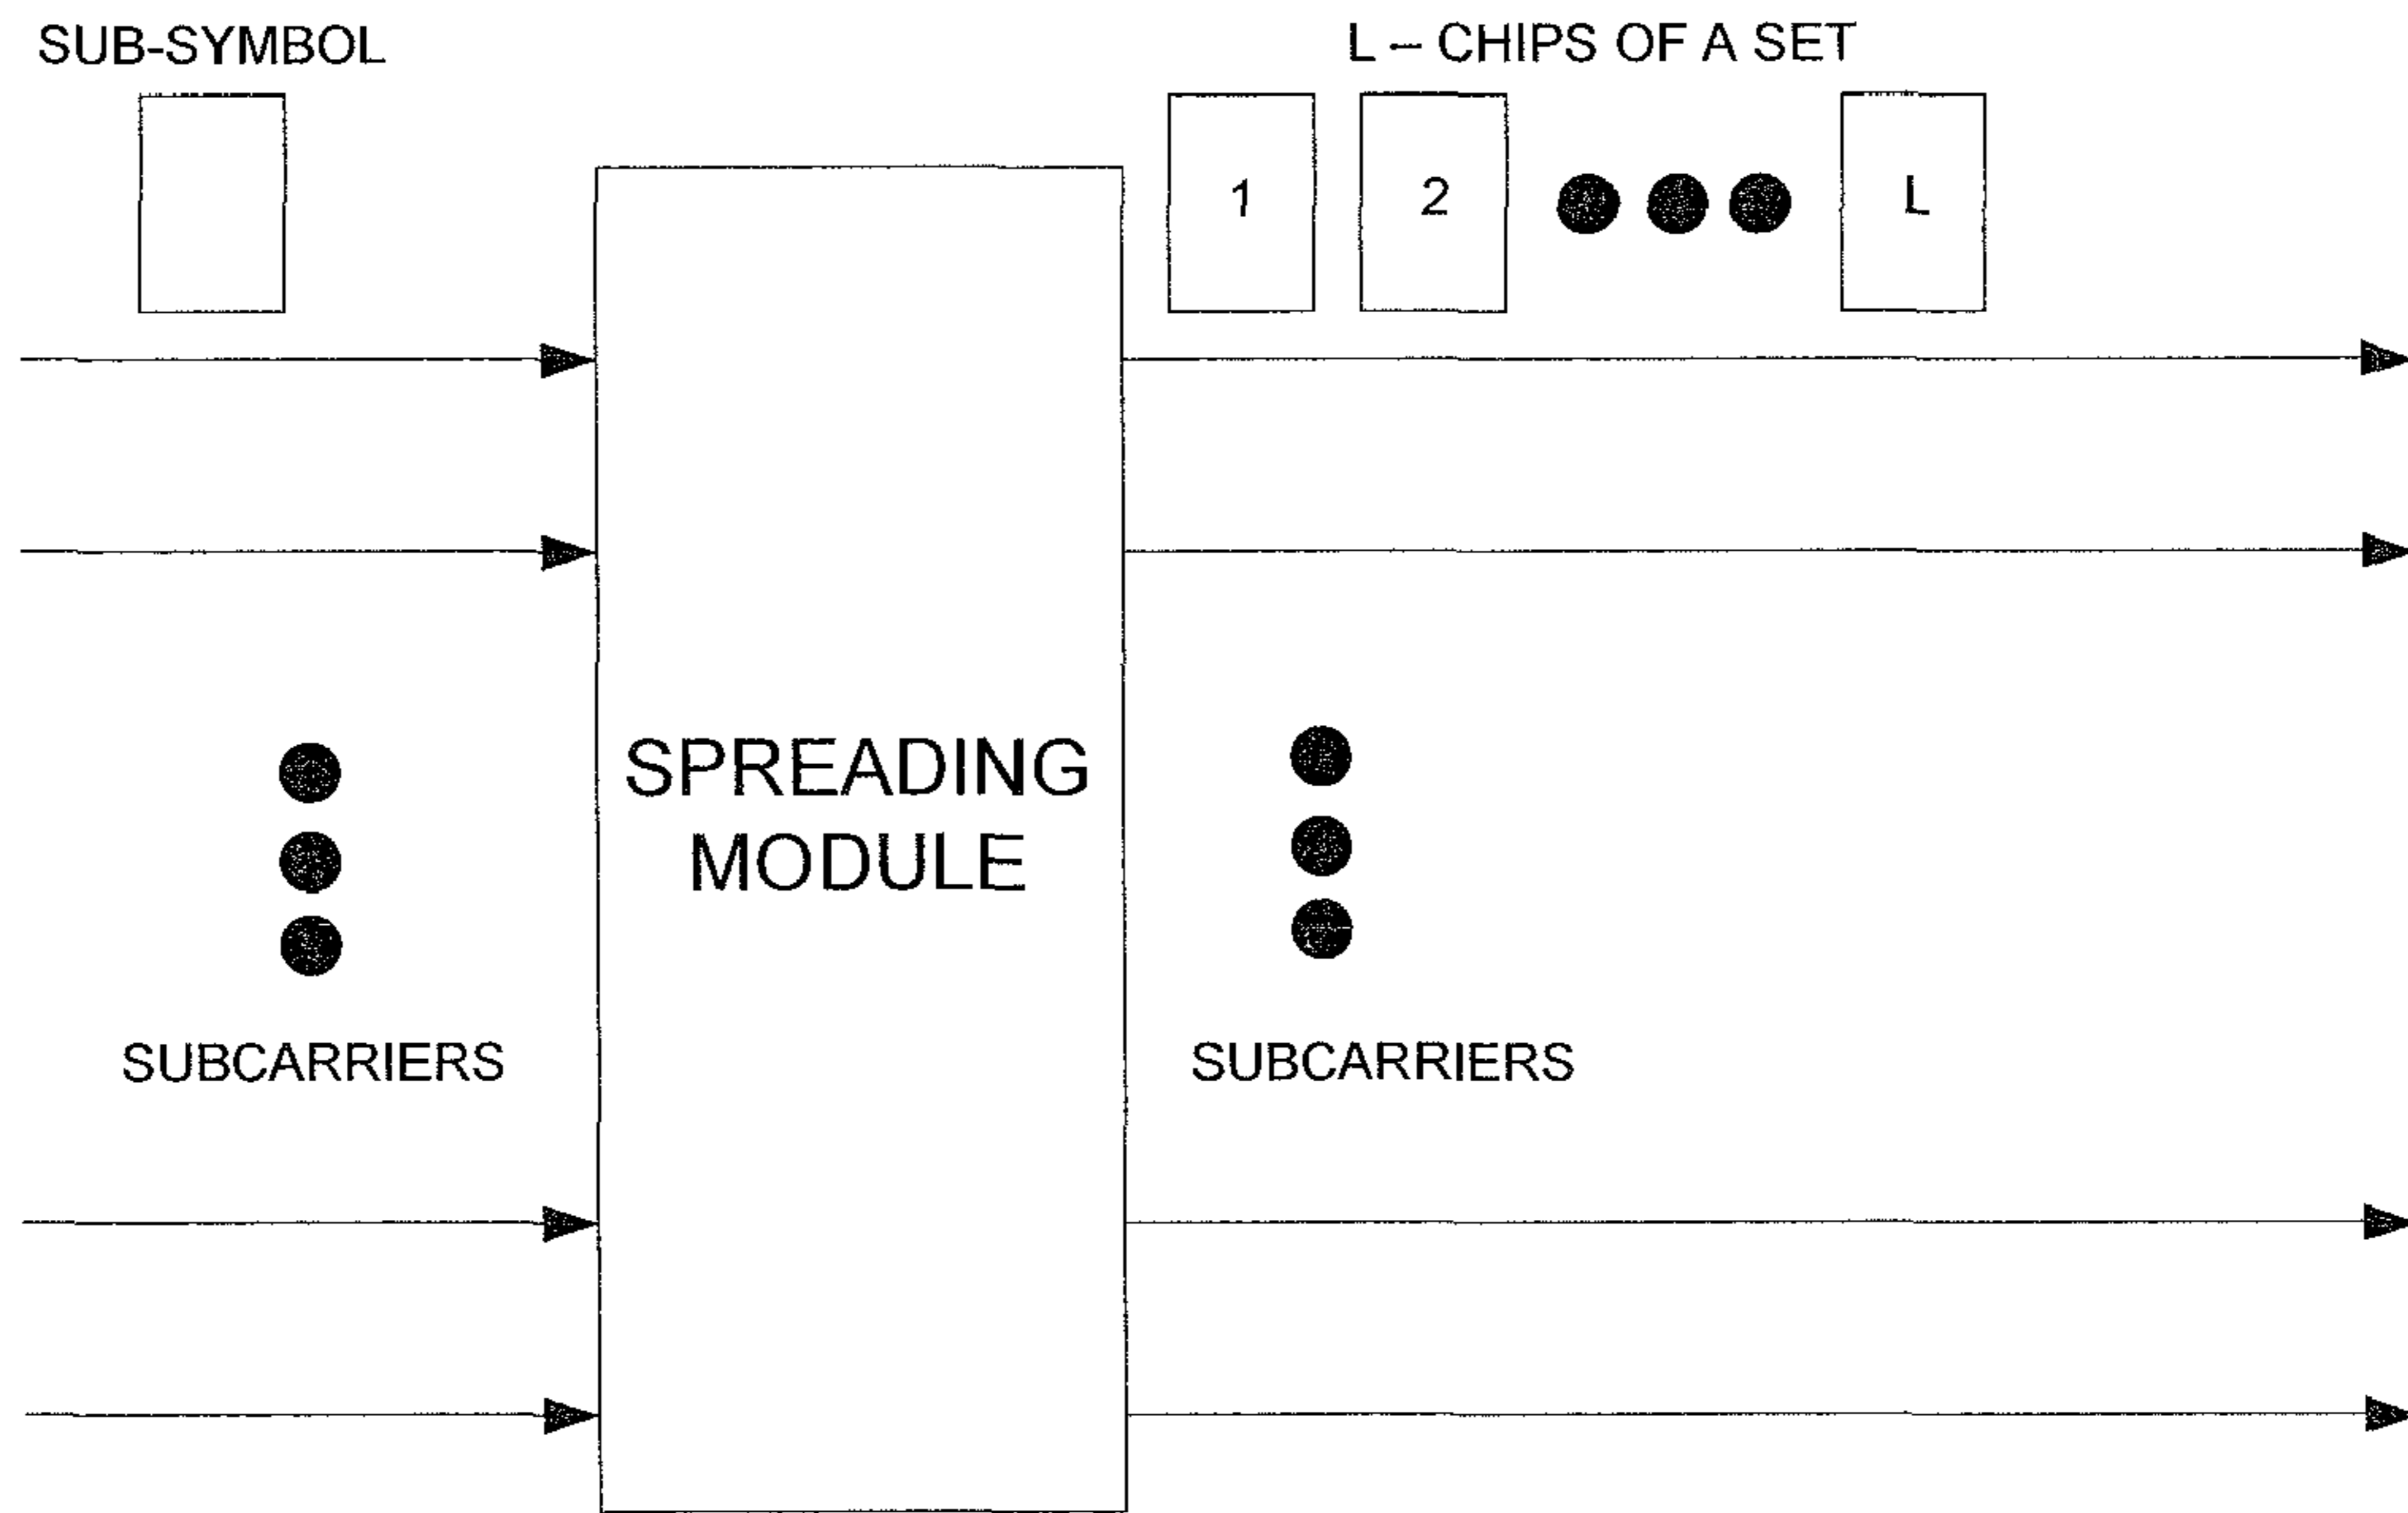 SUB-SYMBOL
L – CHIPS OF A SET
1
2
L
SPREADING
MODULE
SUBCARRIERS
SUBCARRIERS